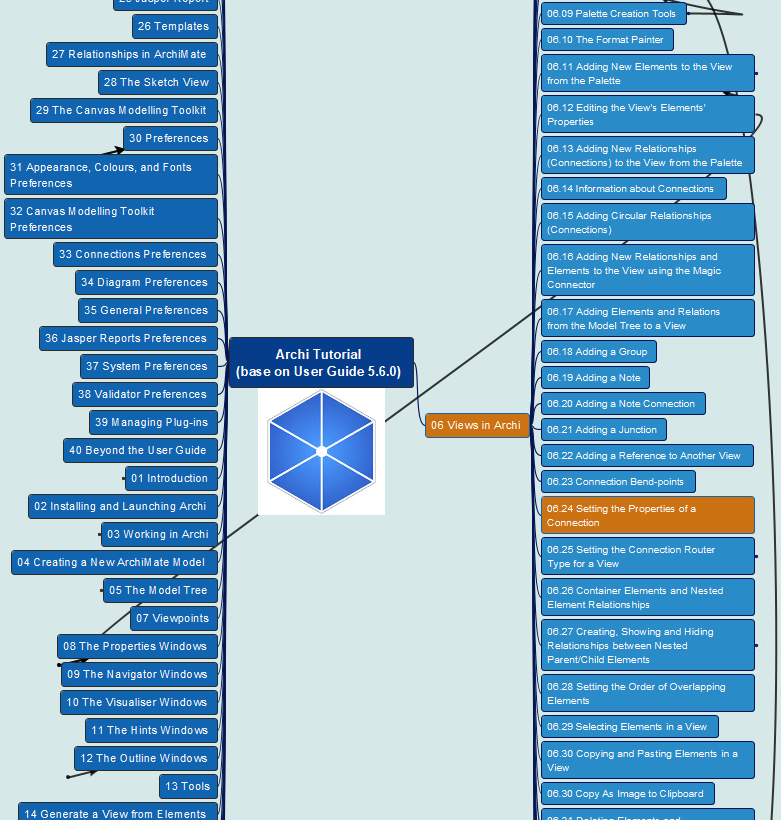 25 Jasper Report
26 Templates
27 Relationships in ArchiMate
28 The Sketch View
29 The Canvas Modelling Toolkit
30 Preferences
31 Appearance, Colours, and Fonts
Preferences
32 Canvas Modelling Toolkit
Preferences
33 Connections Preferences
34 Diagram Preferences
35 General Preferences
36 Jasper Reports Preferences
37 System Preferences
38 Validator Preferences
39 Managing Plug-ins
40 Beyond the User Guide
01 Introduction
02 Installing and Launching Archi
03 Working in Archi
04 Creating a New ArchiMate Model
05 The Model Tree
07 Viewpoints
08 The Properties Windows
09 The Navigator Windows
10 The Visualiser Windows
11 The Hints Windows
12 The Outline Windows
13 Tools
14 Generate a View from Elements
Archi Tutorial
(base on User Guide 5.6.0)
06 Views in Archi
06.09 Palette Creation Tools
06.10 The Format Painter
06.11 Adding New Elements to the View
from the Palette
06.12 Editing the View's Elements'
Properties
06.13 Adding New Relationships
(Connections) to the View from the Palette
06.14 Information about Connections
06.15 Adding Circular Relationships
(Connections)
06.16 Adding New Relationships and
Elements to the View using the Magic
Connector
06.17 Adding Elements and Relations
from the Model Tree to a View
06.18 Adding a Group
06.19 Adding a Note
06.20 Adding a Note Connection
06.21 Adding a Junction
06.22 Adding a Reference to Another View
06.23 Connection Bend-points
06.24 Setting the Properties of a
Connection
06.25 Setting the Connection Router
Type for a View
06.26 Container Elements and Nested
Element Relationships
06.27 Creating, Showing and Hiding
Relationships between Nested
Parent/Child Elements
06.28 Setting the Order of Overlapping
Elements
06.29 Selecting Elements in a View
06.30 Copying and Pasting Elements in a
View
06.30 Copy As Image to Clipboard
06.31 Deleting Elements and